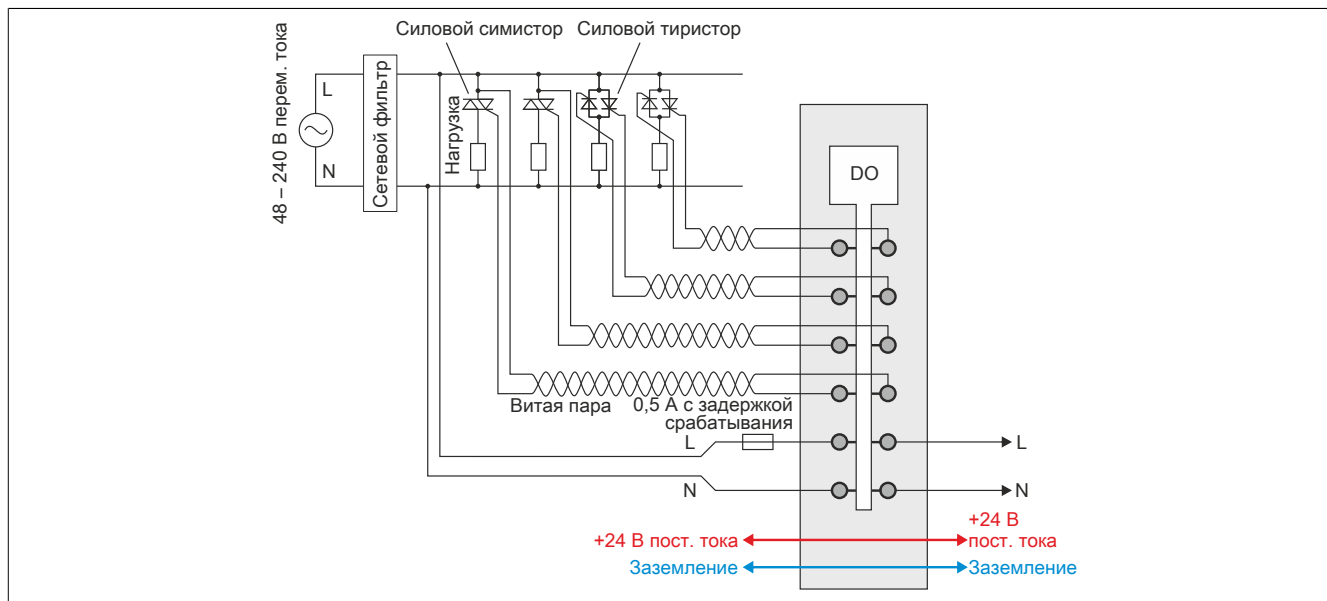 Силовой симистор
Силовой тиристор
48 – 240 В перем. тока
L
N
Сетевой фильтр
Нагрузка
DO
Витая пара
0,5 А с задержкой
срабатывания
L
L
N
N
+24 В пост. тока
+24 В
пост. тока
Заземление
Заземление